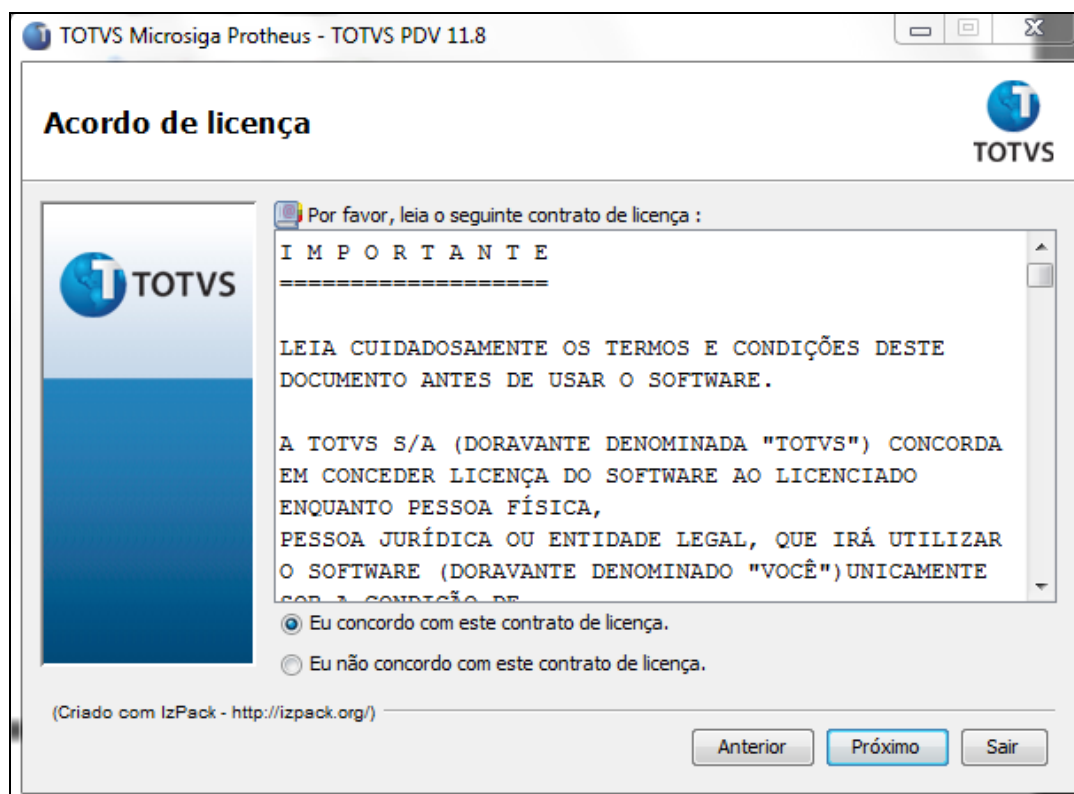 TOTVS Microsiga Protheus - TOTVS PDV 11.8
Acordo de licença
TOTVS
TOTVS
Por favor, leia o seguinte contrato de licença :
I M P O R T A N T E
===================
LEIA CUIDADOSAMENTE OS TERMOS E CONDIÇÕES DESTE
DOCUMENTO ANTES DE USAR O SOFTWARE.
A TOTVS S/A (DORAVANTE DENOMINADA "TOTVS") CONCORDA
EM CONCEDER LICENÇA DO SOFTWARE AO LICENCIADO
ENQUANTO PESSOA FÍSICA,
PESSOA JURÍDICA OU ENTIDADE LEGAL, QUE IRÁ UTILIZAR
O SOFTWARE (DORAVANTE DENOMINADO "VOCÊ")UNICAMENTE
SOB A CONDIÇÃO DE
Eu concordo com este contrato de licença.
Eu não concordo com este contrato de licença.
(Criado com IzPack - http://izpack.org/)
Anterior
Próximo
Sair